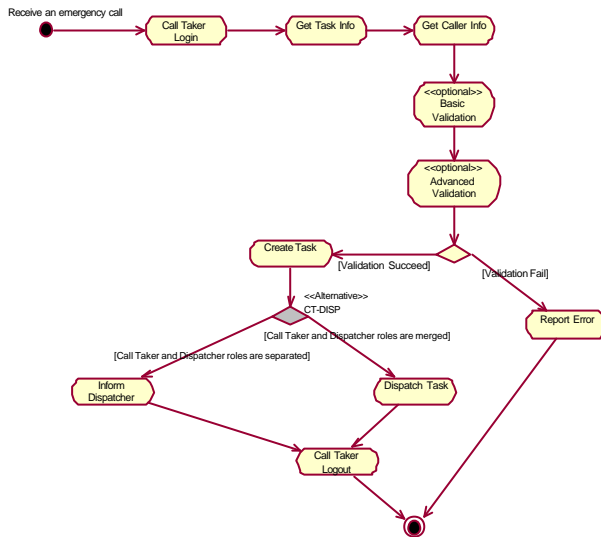 Receive an emergency call
Call Taker
Login
Get Task Info
Get Caller Info
<<optional>>
Basic
Validation
<<optional>>
Advanced
Validation
Create Task
[Validation Succeed]
[Validation Fail]
<<Alternative>>
CT-DISP
Report Error
[Call Taker and Dispatcher roles are merged]
[Call Taker and Dispatcher roles are separated]
Inform
Dispatcher
Dispatch Task
Call Taker
Logout